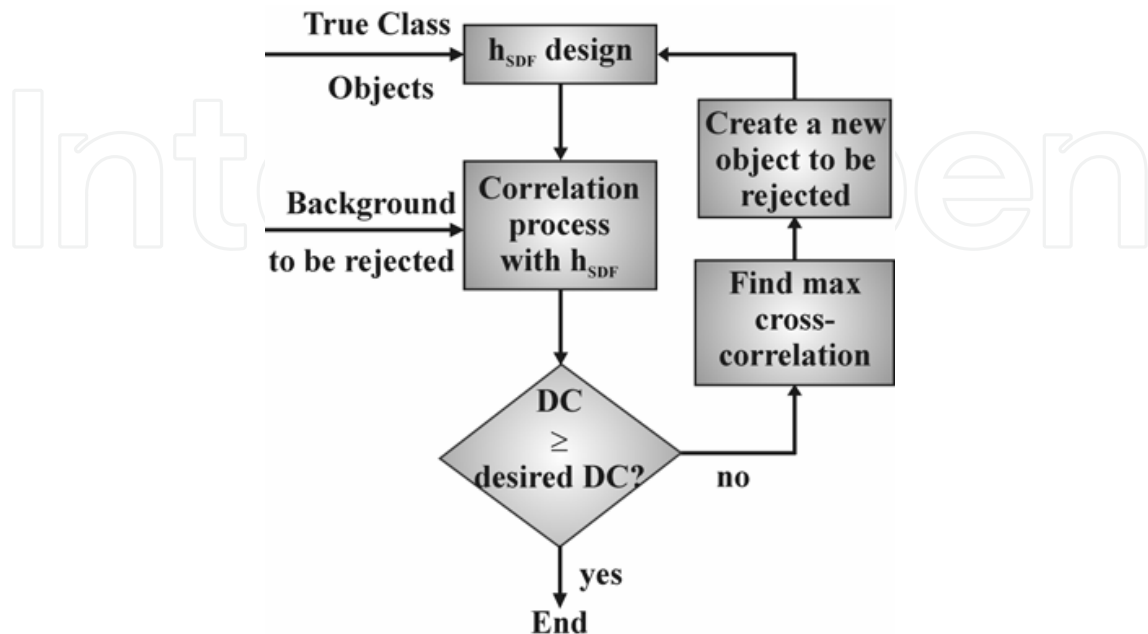 True Class
Objects
h_SDF design
Background
to be rejected
Correlation
process
with h_SDF
DC
≥
desired DC?
no
yes
End
Find max
cross-
correlation
Create a new
object to be
rejected